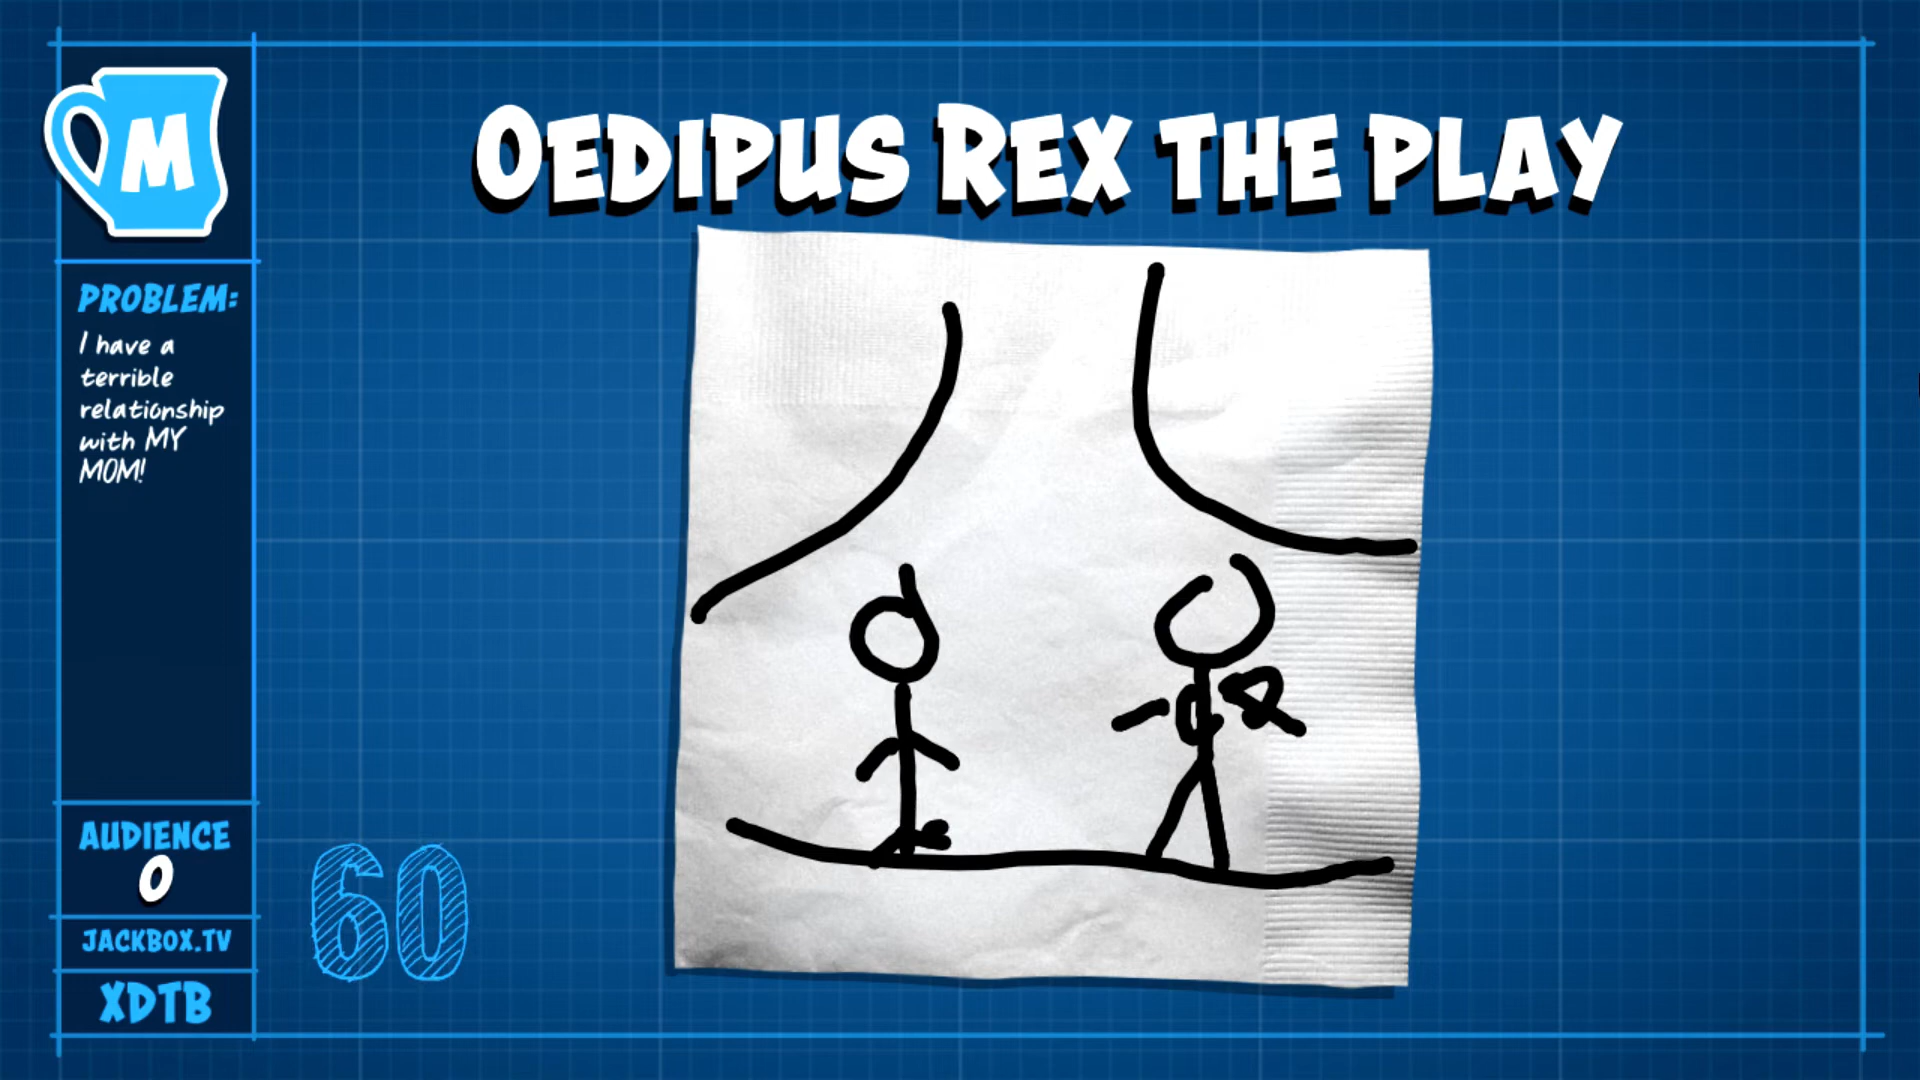 M
OEDIPUS REX THE PLAY
PROBLEM:
I have a
terrible
relationship
with MY
MOM!
AUDIENCE
0
JACKBOX.TV
XDTB
60